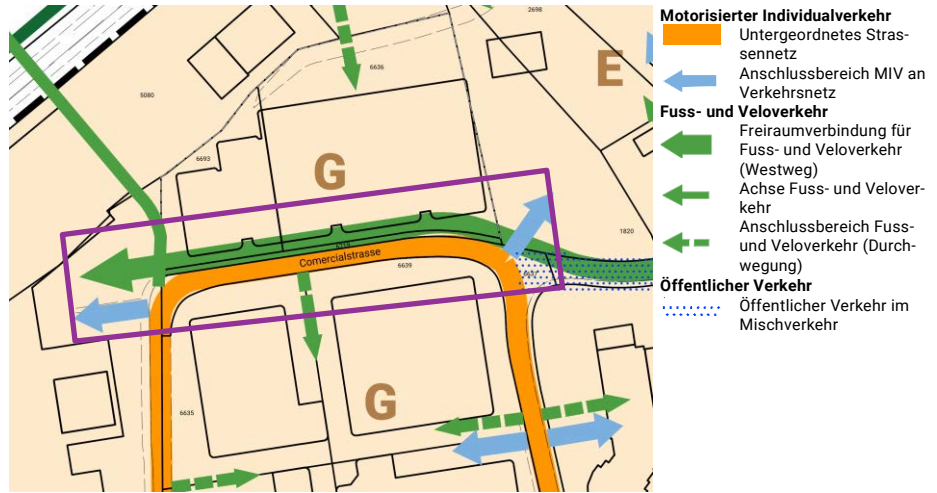 2698
6636
E
5080
6693
G
1820
Comercialstrasse
6639
G
6635
Motorisierter Individualverkehr
Untergeordnetes Stras-
sennetz
Anschlussbereich MIV an
Verkehrsnetz
Fuss- und Veloverkehr
Freiraumverbindung für
Fuss- und Veloverkehr
(Westweg)
Achse Fuss- und Velover-
kehr
Anschlussbereich Fuss-
und Veloverkehr (Durch-
wegung)
Öffentlicher Verkehr
Öffentlicher Verkehr im
Mischverkehr